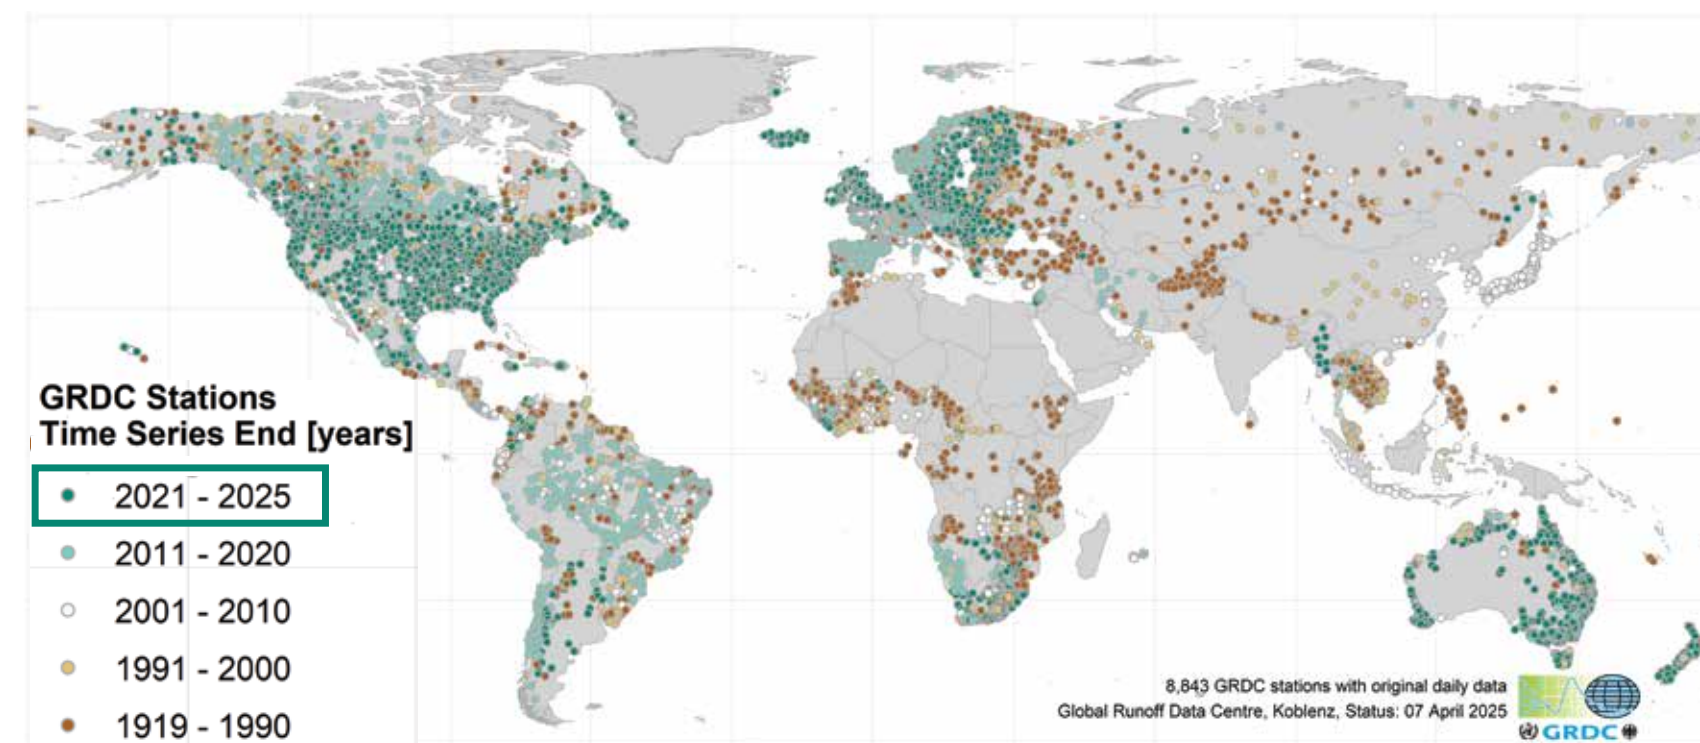 GRDC Stations
Time Series End [years]
2021 - 2025
2011 - 2020
2001 - 2010
1991 - 2000
1919 - 1990
8,843 GRDC stations with original daily data
Global Runoff Data Centre, Koblenz, Status: 07 April 2025
GRDC